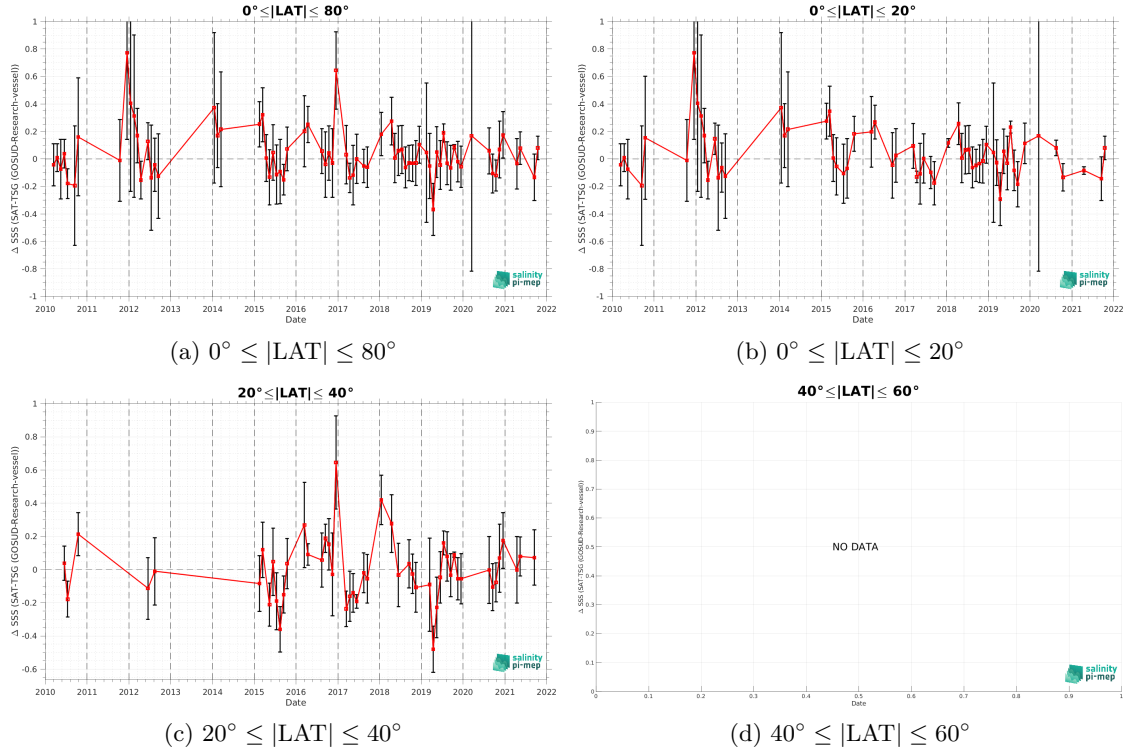 0°≤|LAT|≤ 80°
Δ SSS (SAT-TSG (GOSUD-Research-vessel))
1
0.8
0.6
0.4
0.2
0
-0.2
-0.4
-0.6
-0.8
-1
2010 2011 2012 2013 2014 2015 2016 2017 2018 2019 2020 2021 2022
Date
salinity
pi-mep
(a) 0° ≤ |LAT| ≤ 80°
0°≤|LAT|≤ 20°
Δ SSS (SAT-TSG (GOSUD-Research-vessel))
1
0.8
0.6
0.4
0.2
0
-0.2
-0.4
-0.6
-0.8
-1
2010 2011 2012 2013 2014 2015 2016 2017 2018 2019 2020 2021 2022
Date
salinity
pi-mep
(b) 0° ≤ |LAT| ≤ 20°
20°≤|LAT|≤ 40°
Δ SSS (SAT-TSG (GOSUD-Research-vessel))
1
0.8
0.6
0.4
0.2
0
-0.2
-0.4
-0.6
2010 2011 2012 2013 2014 2015 2016 2017 2018 2019 2020 2021 2022
Date
salinity
pi-mep
(c) 20° ≤ |LAT| ≤ 40°
40°≤|LAT|≤ 60°
Δ SSS (SAT-TSG (GOSUD-Research-vessel))
1
0.9
0.8
0.7
0.6
0.5
0.4
0.3
0.2
0.1
0
NO DATA
0 0.1 0.2 0.3 0.4 0.5 0.6 0.7 0.8 0.9 1
Date
salinity
pi-mep
(d) 40° ≤ |LAT| ≤ 60°